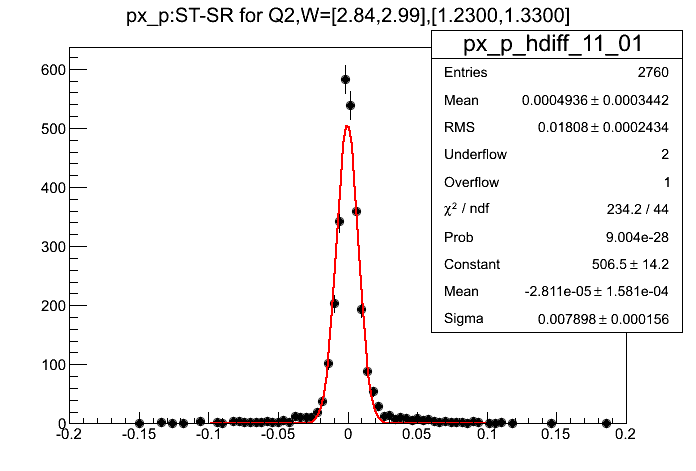 px_p:ST-SR for Q2,W=[2.84,2.99],[1.2300,1.3300]
px_p_hdiff_11_01
Entries 2760
Mean 0.0004936 ± 0.0003442
RMS 0.01808 ± 0.0002434
Underflow 2
Overflow 1
χ² / ndf 234.2 / 44
Prob 9.004e-28
Constant 506.5 ± 14.2
Mean -2.811e-05 ± 1.581e-04
Sigma 0.007898 ± 0.000156
600
500
400
300
200
100
0
-0.2 -0.15 -0.1 -0.05 0 0.05 0.1 0.15 0.2